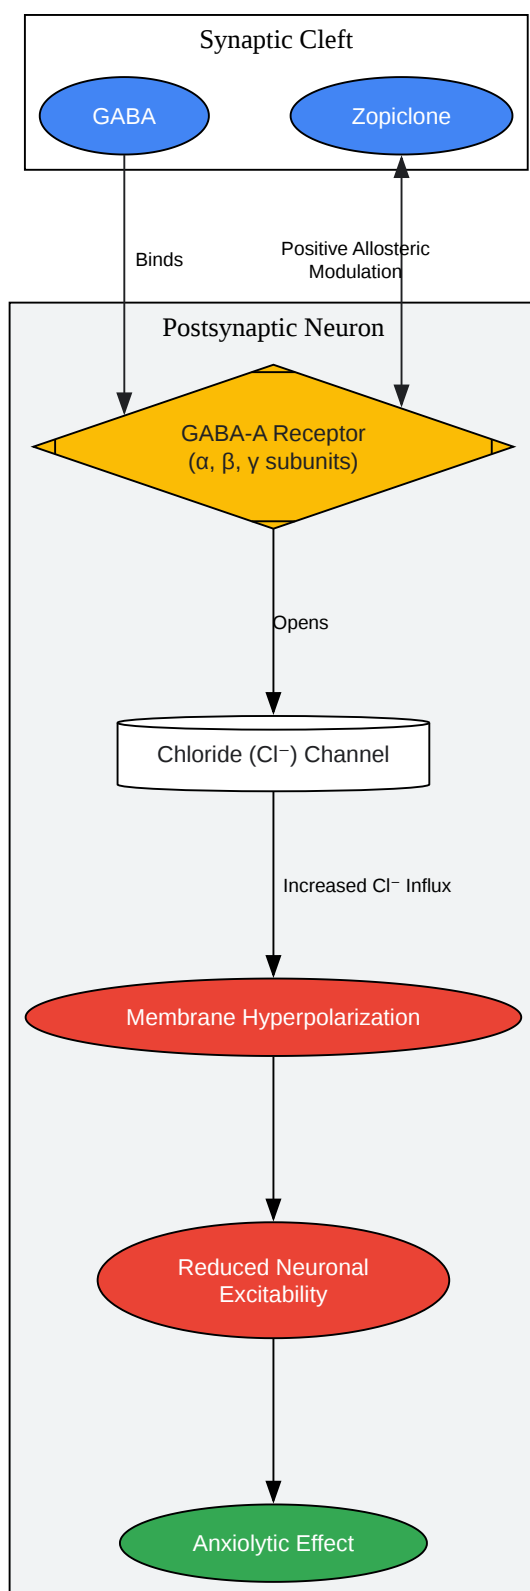 Synaptic Cleft
GABA
Zopiclone
Binds
Positive Allosteric
Modulation
Postsynaptic Neuron
GABA-A Receptor
(α, β, γ subunits)
Opens
Chloride (Cl⁻) Channel
Increased Cl⁻ Influx
Membrane Hyperpolarization
Reduced Neuronal
Excitability
Anxiolytic Effect